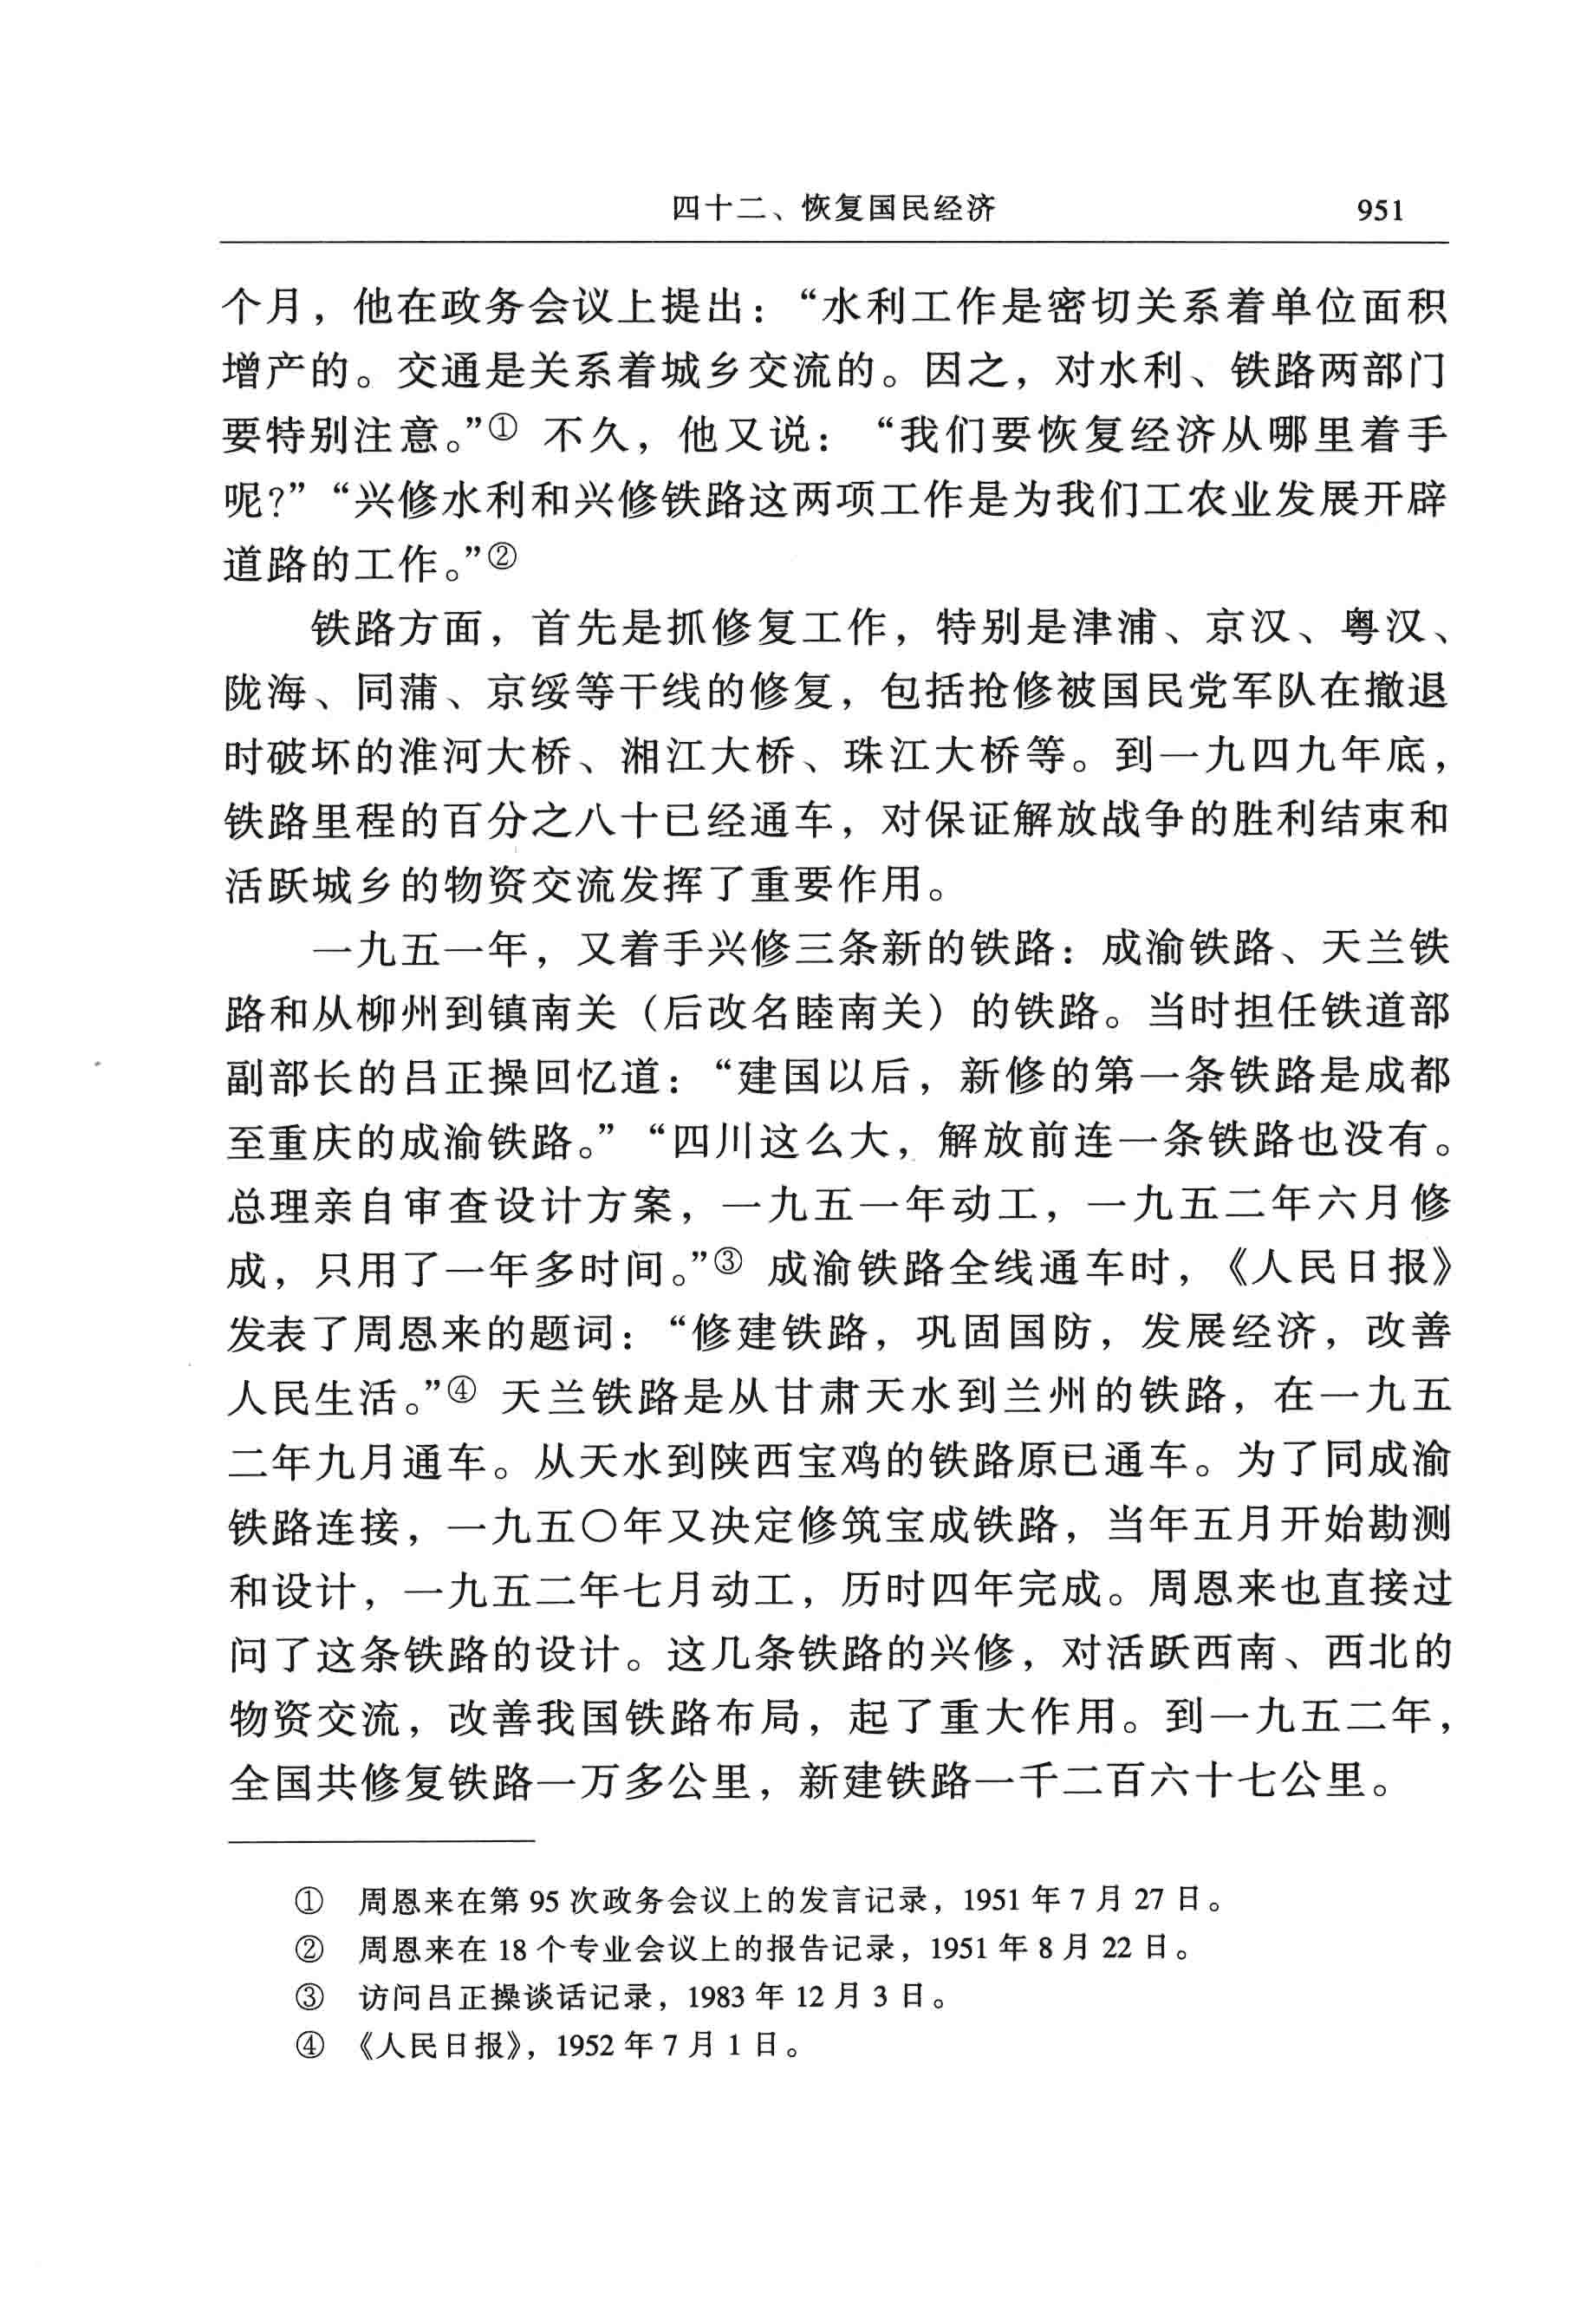 四十二、恢复国民经济 951
个月，他在政务会议上提出：“水利工作是密切关系着单位面积
增产的。交通是关系着城乡交流的。因之，对水利、铁路两部门
要特别注意。”① 不久，他又说：“我们要恢复经济从哪里着手
呢？”“兴修水利和兴修铁路这两项工作是为我们工农业发展开辟
道路的工作。”②
铁路方面，首先是抓修复工作，特别是津浦、京汉、粤汉、
陇海、同蒲、京绥等干线的修复，包括抢修被国民党军队在撤退
时破坏的淮河大桥、湘江大桥、珠江大桥等。到一九四九年底，
铁路里程的百分之八十已经通车，对保证解放战争的胜利结束和
活跃城乡的物资交流发挥了重要作用。
一九五一年，又着手兴修三条新的铁路：成渝铁路、天兰铁
路和从柳州到镇南关（后改名睦南关）的铁路。当时担任铁道部
副部长的吕正操回忆道：“建国以后，新修的第一条铁路是成都
至重庆的成渝铁路。”“四川这么大，解放前连一条铁路也没有。
总理亲自审查设计方案，一九五一年动工，一九五二年六月修
成，只用了一年多时间。”③ 成渝铁路全线通车时，《人民日报》
发表了周恩来的题词：“修建铁路，巩固国防，发展经济，改善
人民生活。”④ 天兰铁路是从甘肃天水到兰州的铁路，在一九五
二年九月通车。从天水到陕西宝鸡的铁路原已通车。为了同成渝
铁路连接，一九五〇年又决定修筑宝成铁路，当年五月开始勘测
和设计，一九五二年七月动工，历时四年完成。周恩来也直接过
问了这条铁路的设计。这几条铁路的兴修，对活跃西南、西北的
物资交流，改善我国铁路布局，起了重大作用。到一九五二年，
全国共修复铁路一万多公里，新建铁路一千二百六十七公里。
① 周恩来在第 95 次政务会议上的发言记录，1951 年 7 月 27 日。
② 周恩来在 18 个专业会议上的报告记录，1951 年 8 月 22 日。
③ 访问吕正操谈话记录，1983 年 12 月 3 日。
④ 《人民日报》，1952 年 7 月 1 日。